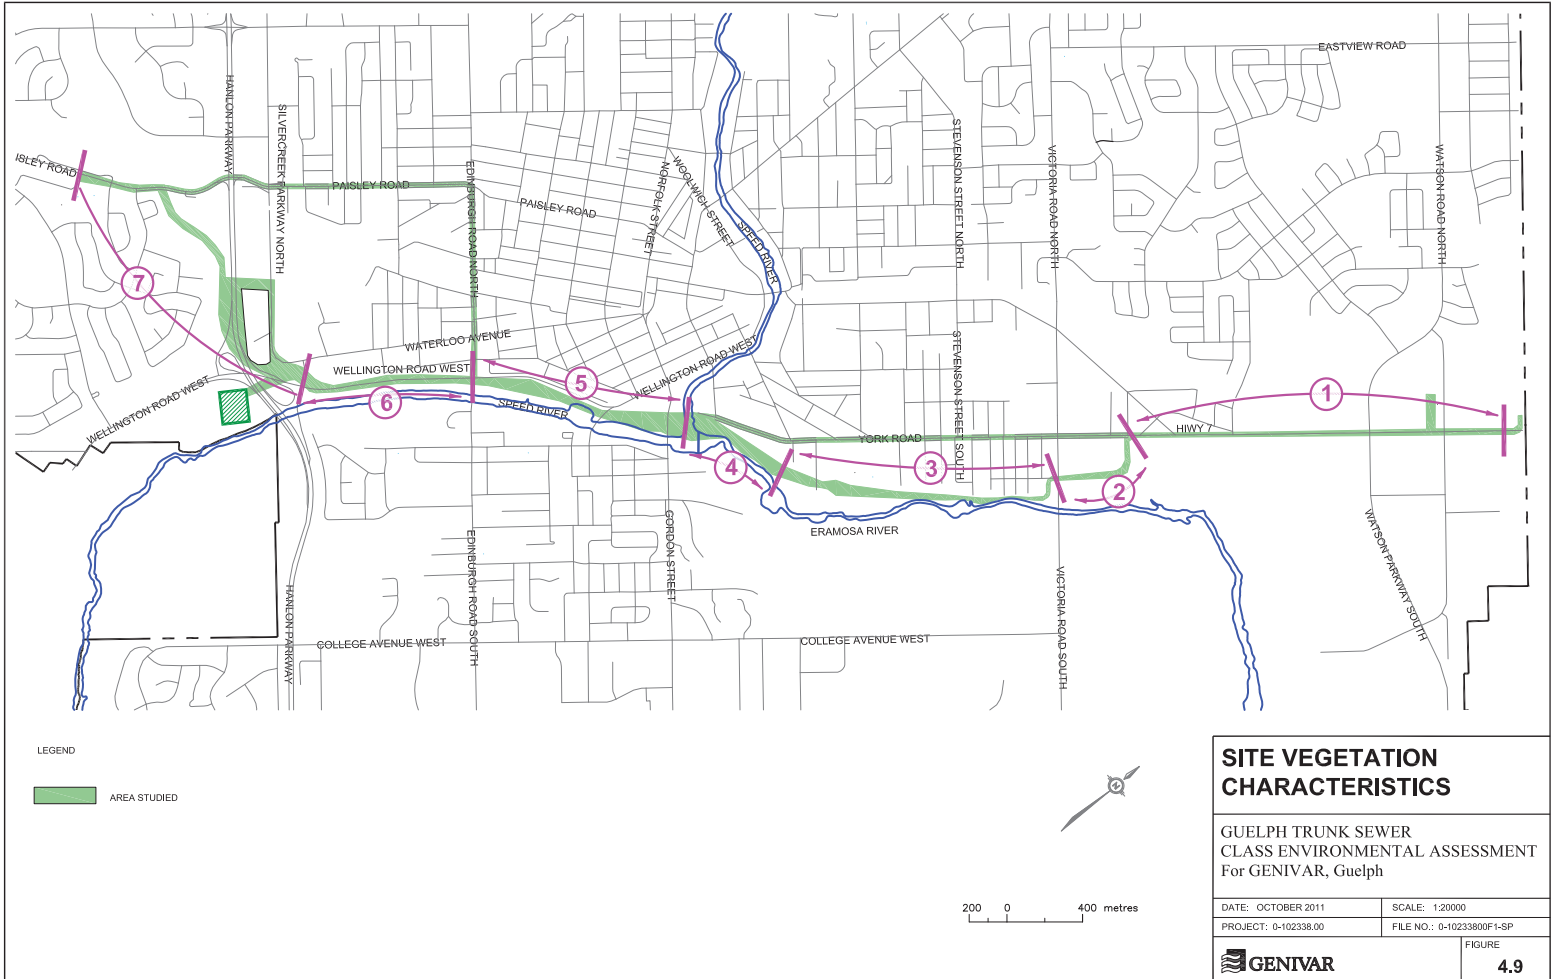 EASTVIEW ROAD
HANLON PARKWAY
SILVERCREEK PARKWAY NORTH
ISLEY ROAD
PAISLEY ROAD
EDINBURGH ROAD NORTH
PAISLEY ROAD
NORFOLK STREET
WOOLWICH STREET
SPEED RIVER
STEVENSON STREET NORTH
VICTORIA ROAD NORTH
WATSON ROAD NORTH
7
WATERLOO AVENUE
WELLINGTON ROAD WEST
WELLINGTON ROAD WEST
WELLINGTON ROAD WEST
5
6
SPEED RIVER
STEVENSON STREET SOUTH
1
HIWY 7
YORK ROAD
4
3
2
ERAMOSA RIVER
GORDON STREET
EDINBURGH ROAD SOUTH
HANLON PARKWAY
VICTORIA ROAD SOUTH
WATSON PARKWAY SOUTH
COLLEGE AVENUE WEST
COLLEGE AVENUE WEST
LEGEND
AREA STUDIED
N
200 0 400 metres
SITE VEGETATION
CHARACTERISTICS
GUELPH TRUNK SEWER
CLASS ENVIRONMENTAL ASSESSMENT
For GENIVAR, Guelph
DATE: OCTOBER 2011
SCALE: 1:20000
PROJECT: 0-102338.00
FILE NO.: 0-10233800F1-SP
GENIVAR
FIGURE
4.9